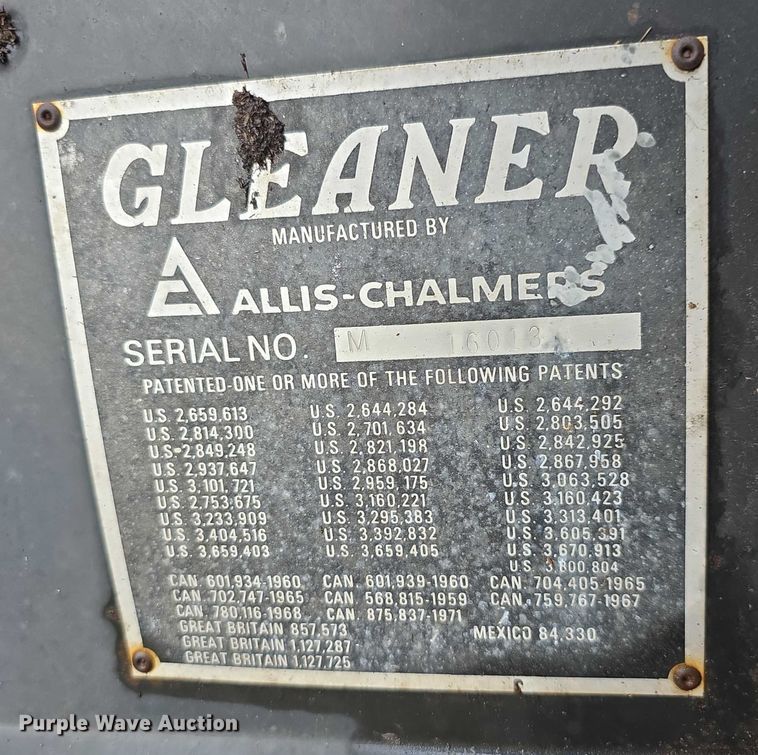 GLEANER
MANUFACTURED BY
ALLIS-CHALMERS
SERIAL NO. M 16013
PATENTED-ONE OR MORE OF THE FOLLOWING PATENTS
U.S. 2,659,613 U.S. 2,644,284 U.S. 2,644,292
U.S. 2,814,300 U.S. 2,701,634 U.S. 2,803,505
U.S. 2,849,248 U.S. 2,821,198 U.S. 2,842,925
U.S. 2,937,647 U.S. 2,868,027 U.S. 2,867,958
U.S. 3,101,721 U.S. 2,959,175 U.S. 3,063,528
U.S. 2,753,675 U.S. 3,160,221 U.S. 3,160,423
U.S. 3,233,909 U.S. 3,295,383 U.S. 3,313,401
U.S. 3,404,516 U.S. 3,392,832 U.S. 3,605,391
U.S. 3,659,403 U.S. 3,659,405 U.S. 3,670,913
U.S. 3,800,804
CAN. 601,934-1960 CAN. 601,939-1960 CAN. 704,405-1965
CAN. 702,747-1965 CAN. 568,815-1959 CAN. 759,767-1967
CAN. 780,116-1968 CAN. 875,837-1971
GREAT BRITAIN 857,573 MEXICO 84,330
GREAT BRITAIN 1,127,287
GREAT BRITAIN 1,127,725
Purple Wave Auction